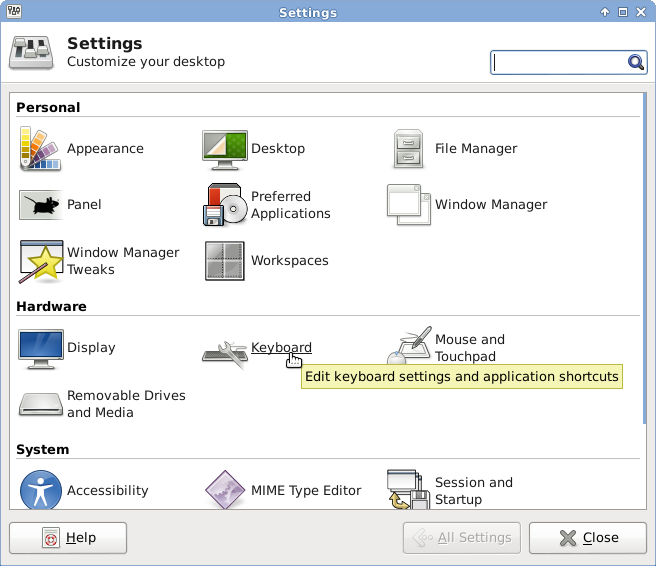 Settings
Settings
Customize your desktop
Personal
Appearance
Desktop
File Manager
Panel
Preferred
Applications
Window Manager
Window Manager
Tweaks
Workspaces
Hardware
Display
Keyboard
Mouse and
Touchpad
Edit keyboard settings and application shortcuts
Removable Drives
and Media
System
Accessibility
MIME Type Editor
Session and
Startup
Help
All Settings
Close